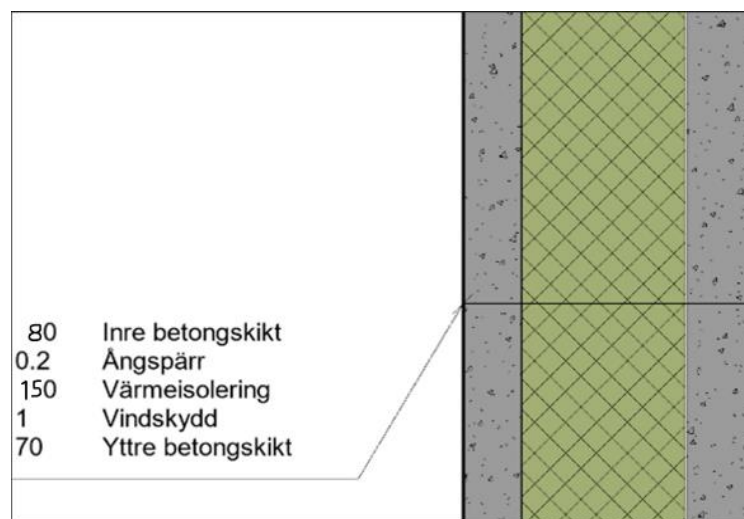 80 Inre betongskikt
0.2 Ångspärr
150 Värmeisolering
1 Vindskydd
70 Yttre betongskikt